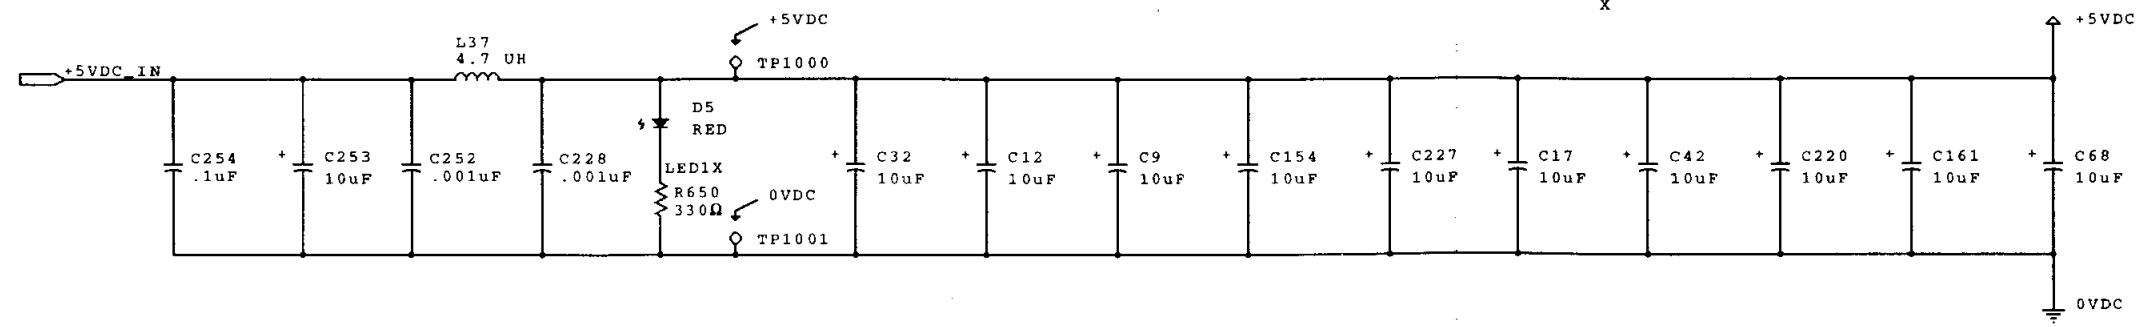 X
+5VDC
+5VDC
L37
4.7 UH
+5VDC_IN
TP1000
D5
RED
C254
.1uF
+
C253
10uF
C252
.001uF
C228
.001uF
LED1X
R650
330Ω
0VDC
TP1001
+
C32
10uF
+
C12
10uF
+
C9
10uF
+
C154
10uF
+
C227
10uF
+
C17
10uF
+
C42
10uF
+
C220
10uF
+
C161
10uF
+
C68
10uF
0VDC